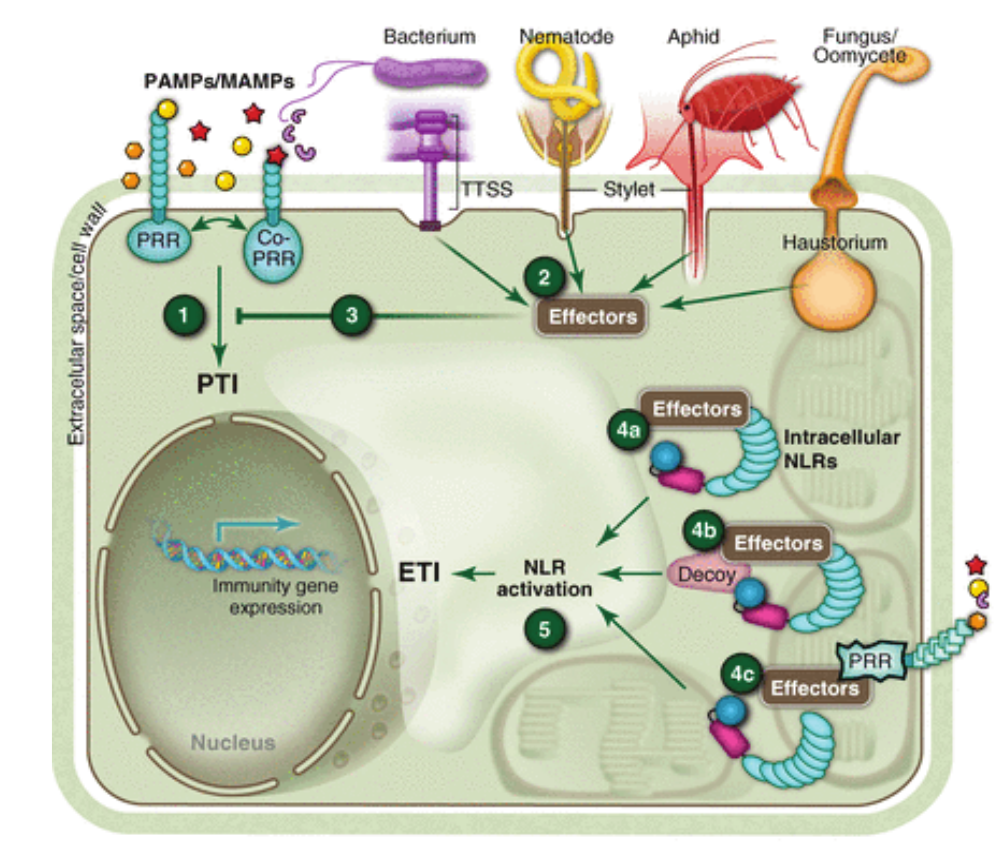 Bacterium
Nematode
Aphid
Fungus/
Oomycete
PAMPs/MAMPs
TTSS
Stylet
Extracelular space/cell wall
PRR
Co-
PRR
Haustorium
1
2
3
Effectors
PTI
4a
Effectors
Intracellular
NLRs
4b
Effectors
Decoy
ETI
NLR
activation
5
Immunity gene
expression
4c
Effectors
PRR
Nucleus